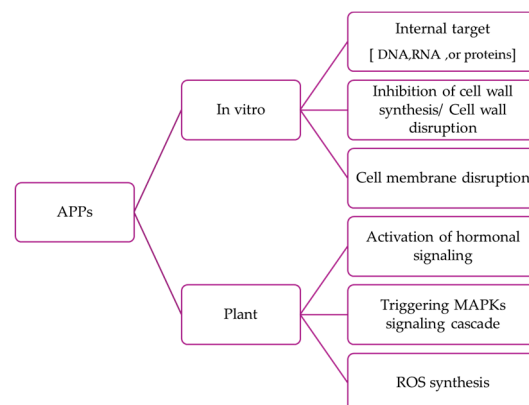 APPs
In vitro
Internal target
[ DNA,RNA ,or proteins]
Inhibition of cell wall
synthesis/ Cell wall
disruption
Cell membrane disruption
Plant
Activation of hormonal
signaling
Triggering MAPKs
signaling cascade
ROS synthesis